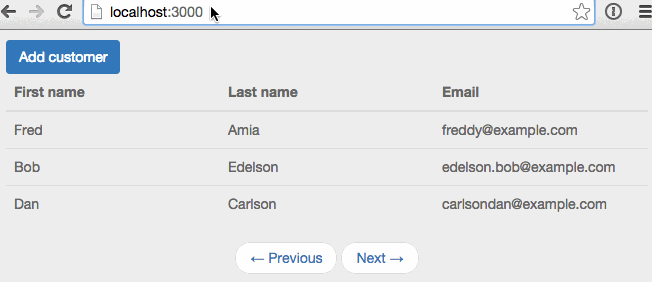 localhost:3000
Add customer
First name Last name Email
Fred Amia freddy@example.com
Bob Edelson edelson.bob@example.com
Dan Carlson carlsondan@example.com
← Previous Next →